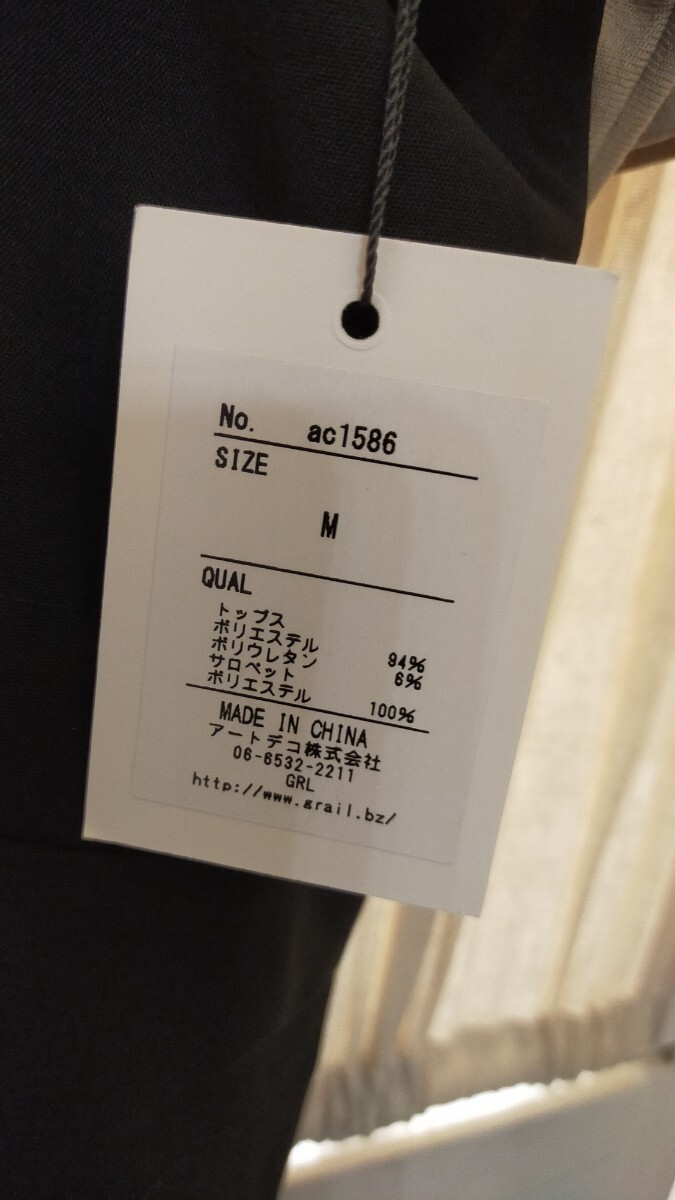 No. ac1586
SIZE
M
QUAL
トップス
ポリエステル 94%
ポリウレタン 6%
サロペット
ポリエステル 100%
MADE IN CHINA
アートデコ株式会社
06-6532-2211
GRL
http://www.grail.bz/